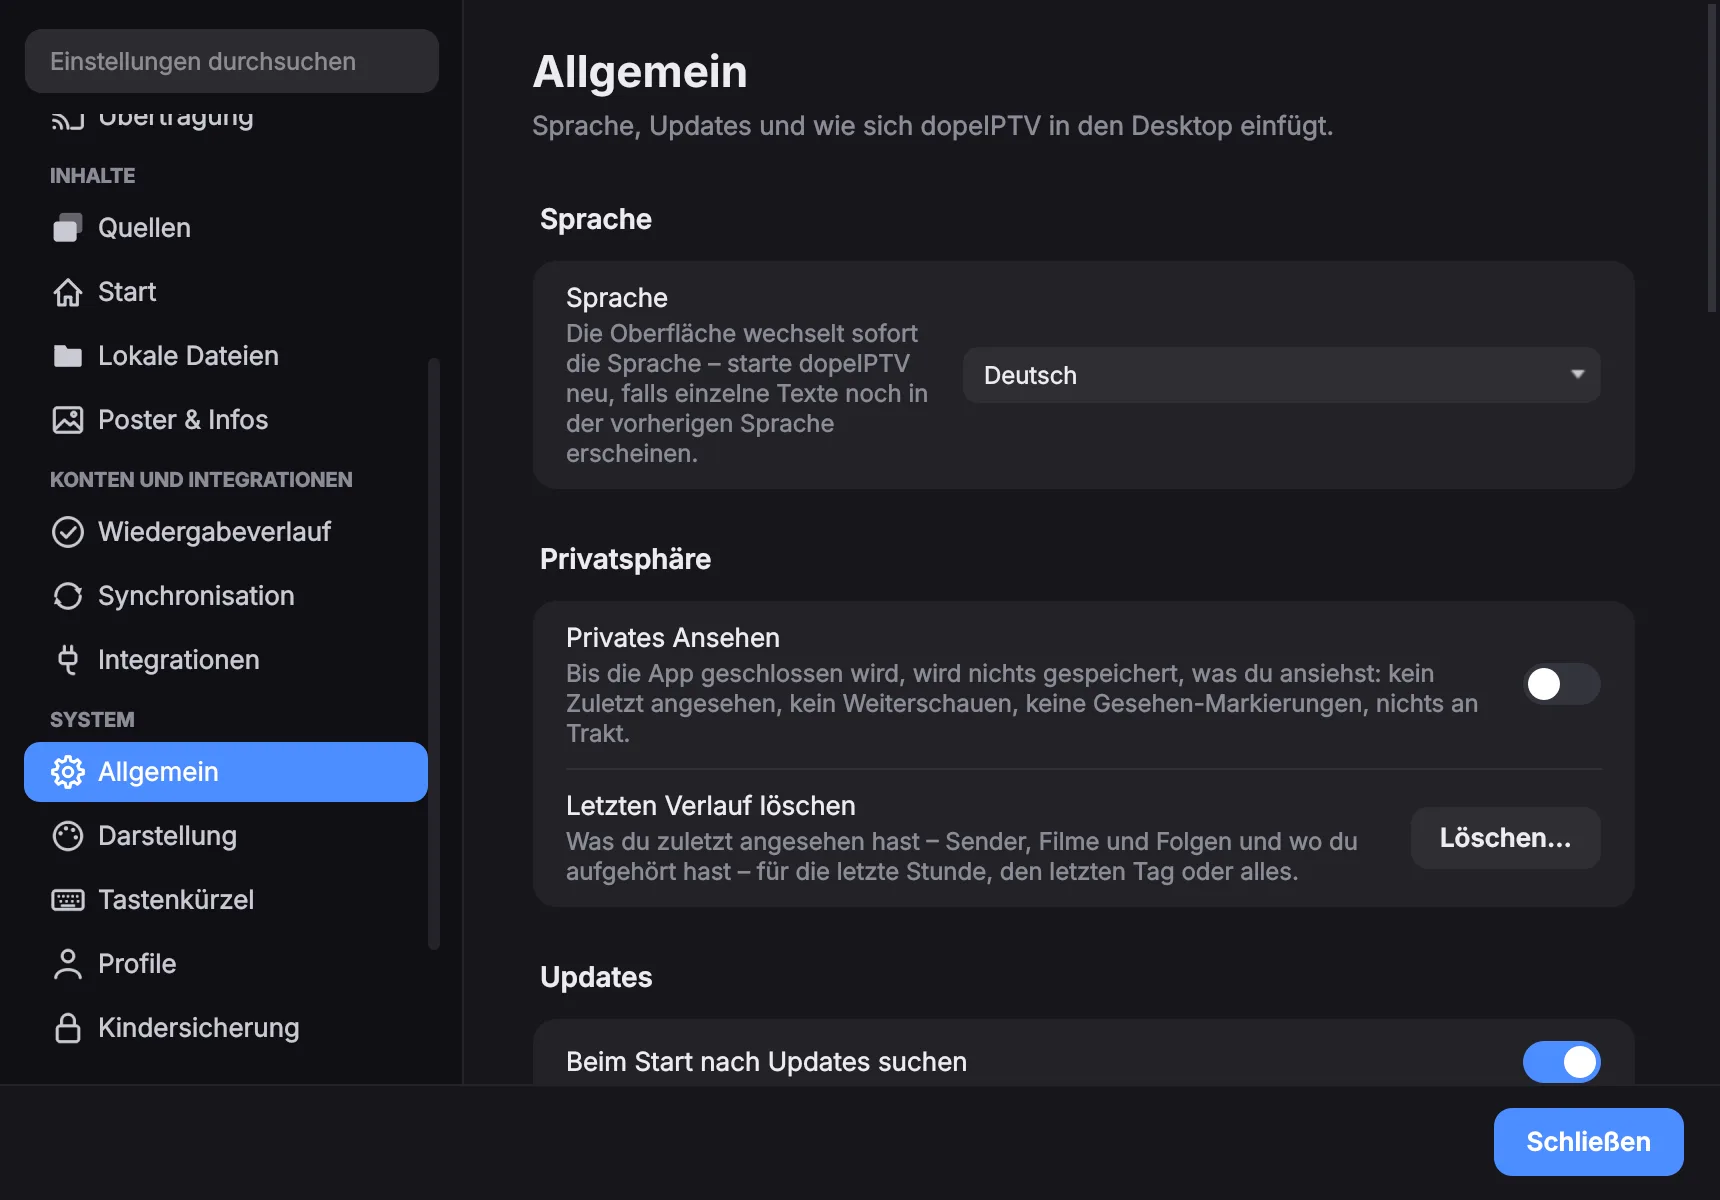 Einstellungen durchsuchen
Übertragung
INHALTE
Quellen
Start
Lokale Dateien
Poster & Infos
KONTEN UND INTEGRATIONEN
Wiedergabeverlauf
Synchronisation
Integrationen
SYSTEM
Allgemein
Darstellung
Tastenkürzel
Profile
Kindersicherung
Allgemein
Sprache, Updates und wie sich dopeIPTV in den Desktop einfügt.
Sprache
Sprache
Die Oberfläche wechselt sofort
die Sprache – starte dopeIPTV
neu, falls einzelne Texte noch in
der vorherigen Sprache
erscheinen.
Deutsch
Privatsphäre
Privates Ansehen
Bis die App geschlossen wird, wird nichts gespeichert, was du ansiehst: kein
Zuletzt angesehen, kein Weiterschauen, keine Gesehen-Markierungen, nichts an
Trakt.
Letzten Verlauf löschen
Was du zuletzt angesehen hast – Sender, Filme und Folgen und wo du
aufgehört hast – für die letzte Stunde, den letzten Tag oder alles.
Löschen...
Updates
Beim Start nach Updates suchen
Schließen